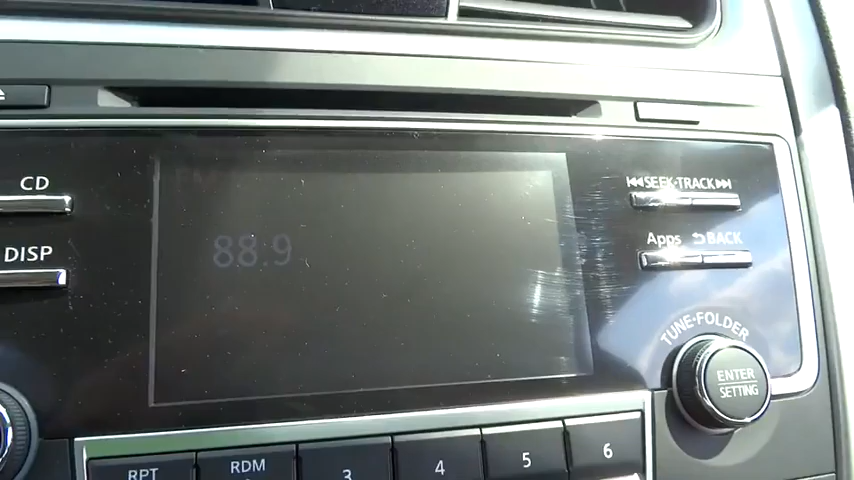 CD
SEEK·TRACK
88.9
Apps BACK
DISP
TUNE·FOLDER
ENTER
SETTING
RPT
RDM
3
4
5
6